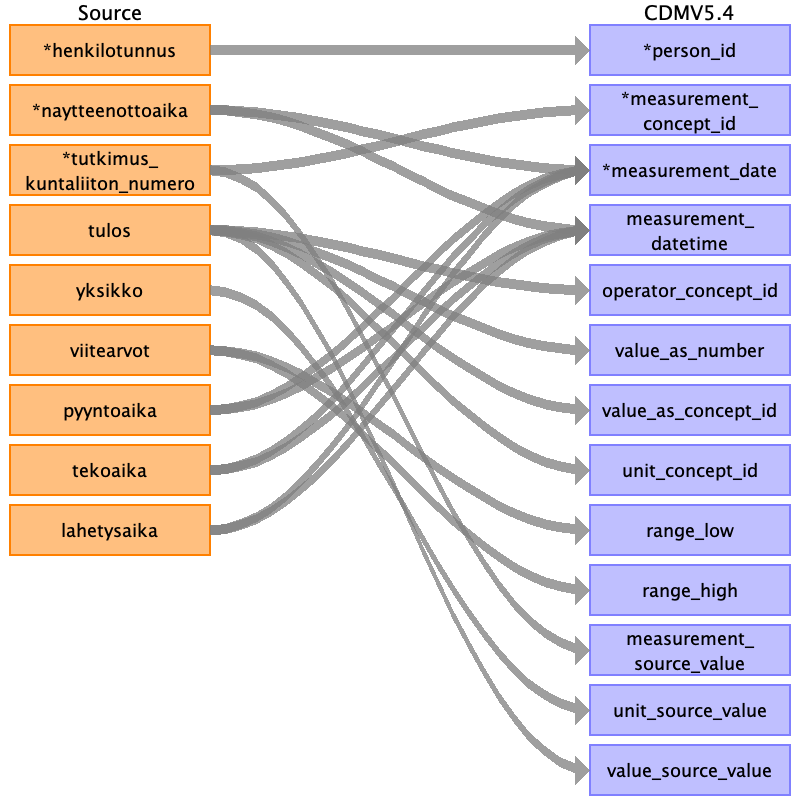 Source
CDMV5.4
*henkilotunnus
*person_id
*naytteenottoaika
*measurement_
concept_id
*tutkimus_
kuntaliiton_numero
*measurement_date
tulos
measurement_
datetime
yksikko
operator_concept_id
viitearvot
value_as_number
pyyntoaika
value_as_concept_id
tekoaika
unit_concept_id
lahetysaika
range_low
range_high
measurement_
source_value
unit_source_value
value_source_value